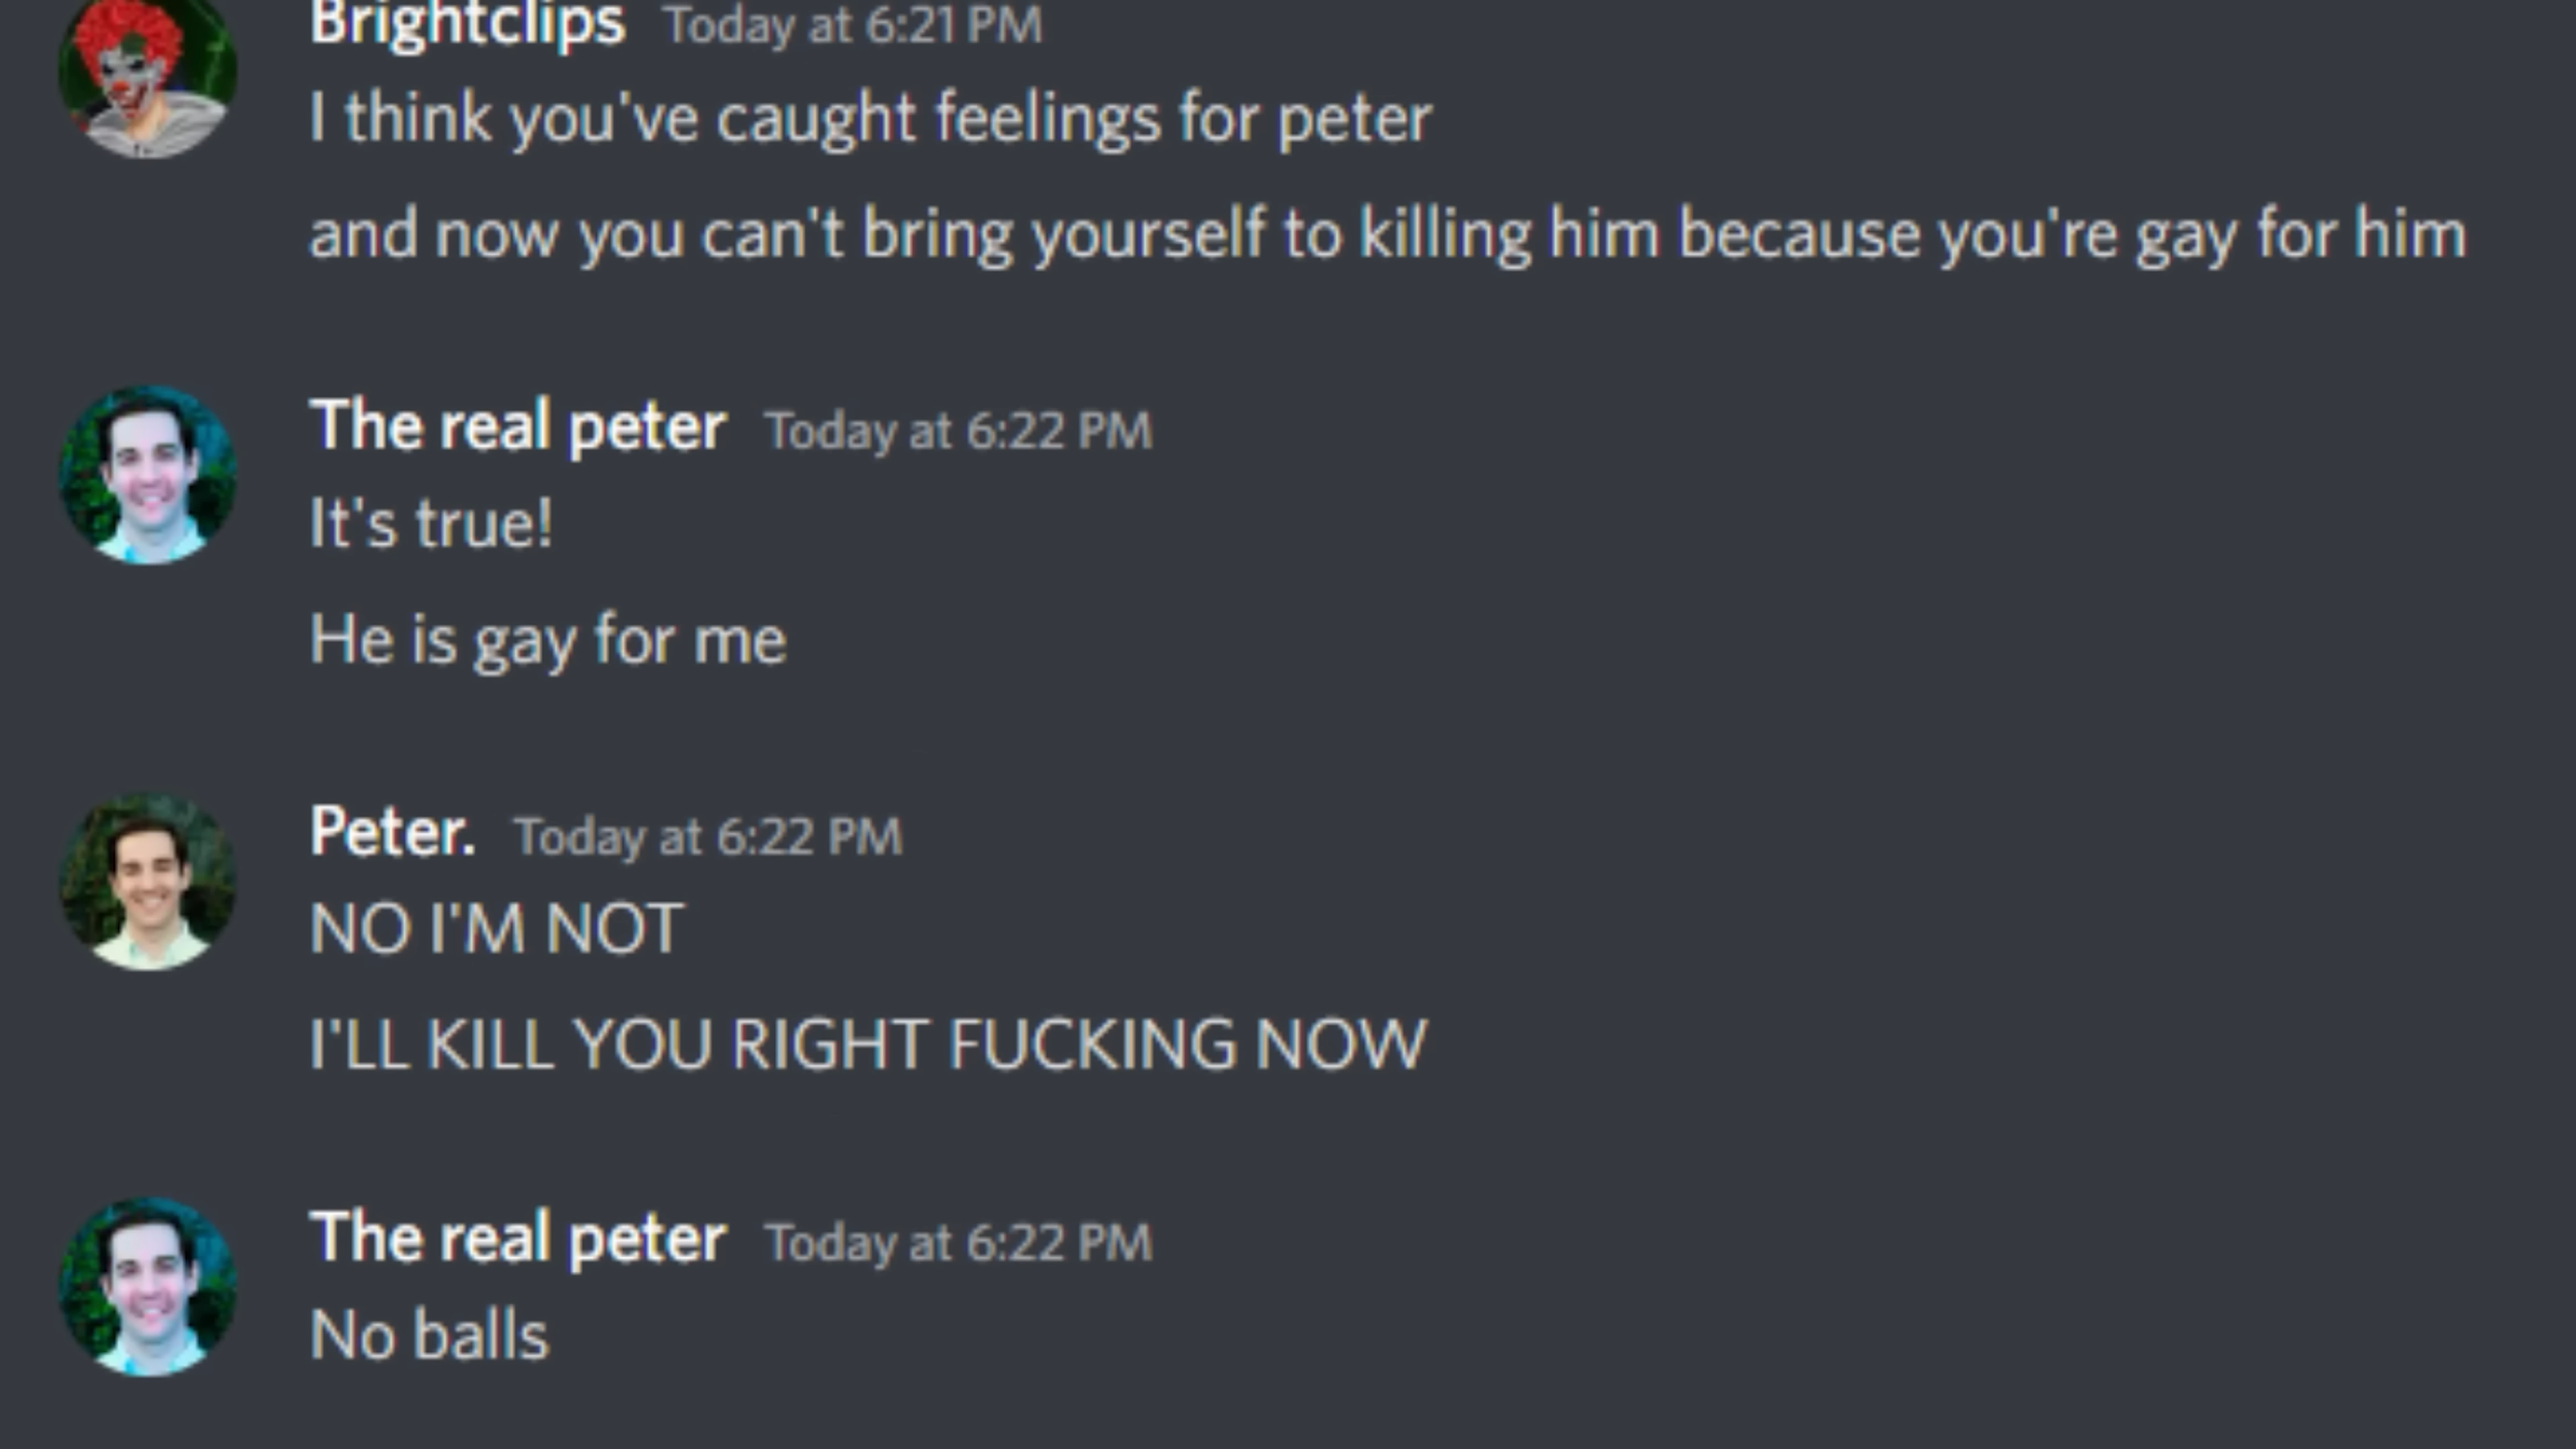 Brightclips Today at 6:21 PM
I think you've caught feelings for peter
and now you can't bring yourself to killing him because you're gay for him
The real peter Today at 6:22 PM
It's true!
He is gay for me
Peter. Today at 6:22 PM
NO I'M NOT
I'LL KILL YOU RIGHT FUCKING NOW
The real peter Today at 6:22 PM
No balls